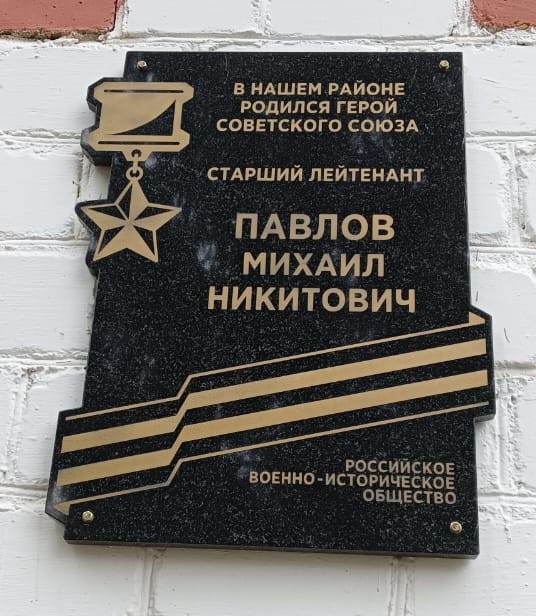 В НАШЕМ РАЙОНЕ
РОДИЛСЯ ГЕРОЙ
СОВЕТСКОГО СОЮЗА
СТАРШИЙ ЛЕЙТЕНАНТ
ПАВЛОВ
МИХАИЛ
НИКИТОВИЧ
РОССИЙСКОЕ
ВОЕННО-ИСТОРИЧЕСКОЕ
ОБЩЕСТВО